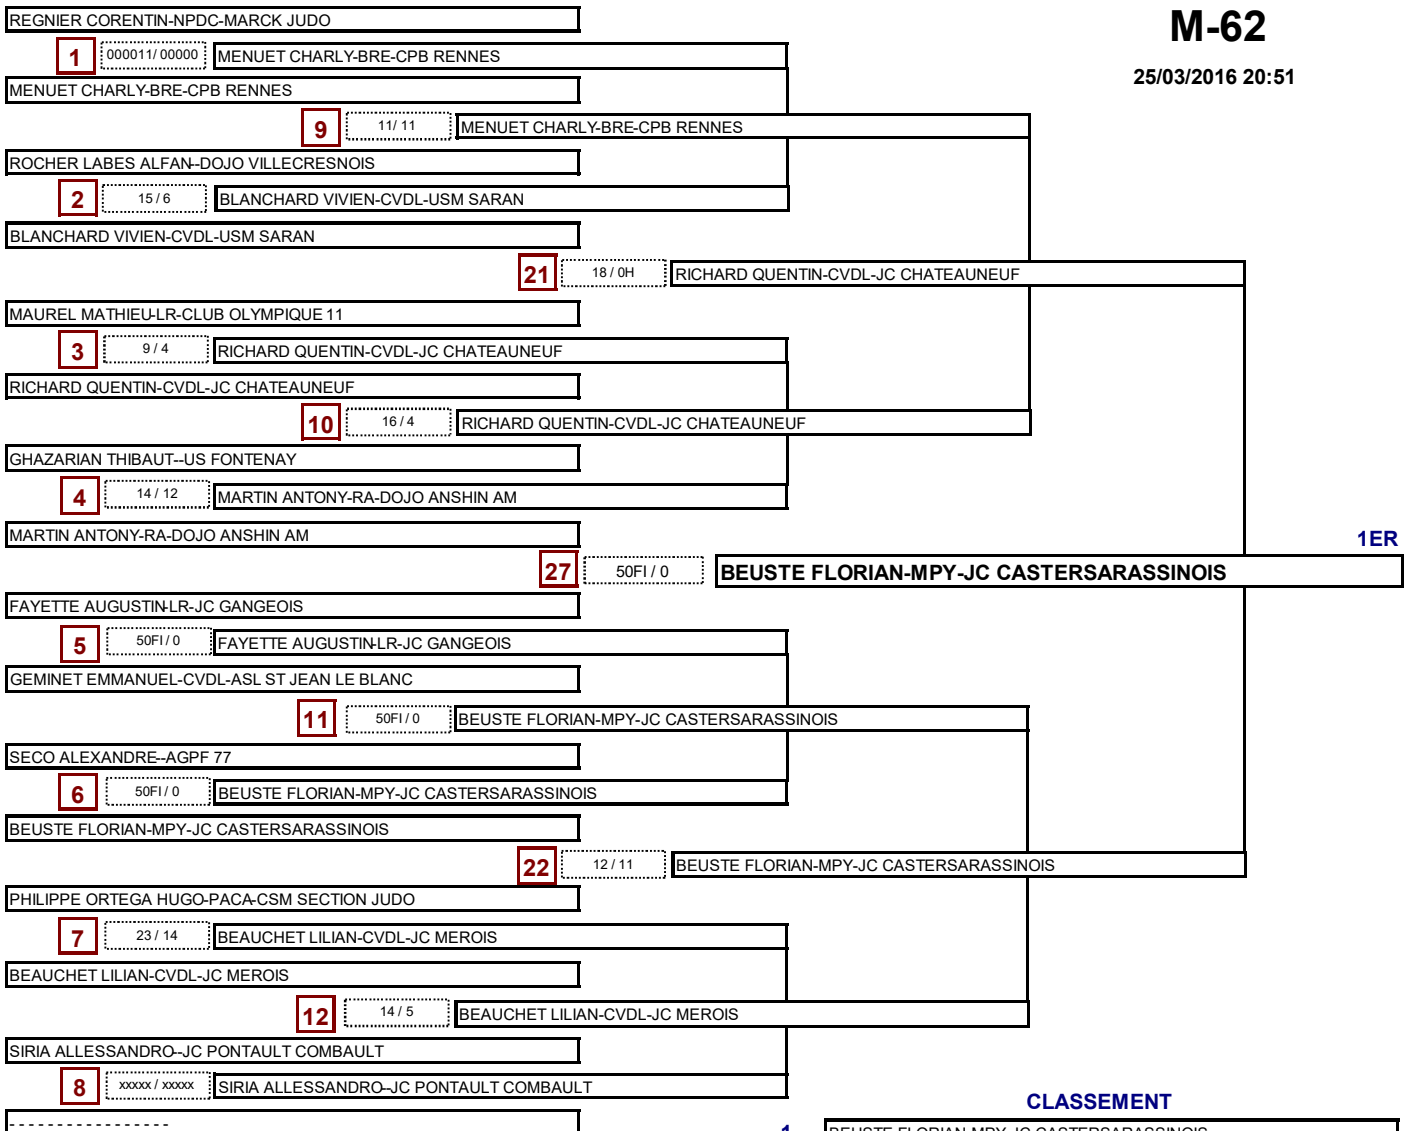 REGNIER CORENTIN-NPDC-MARCK JUDO
M-62
1 000011/ 00000 MENUET CHARLY-BRE-CPB RENNES
25/03/2016 20:51
MENUET CHARLY-BRE-CPB RENNES
9 11/ 11 MENUET CHARLY-BRE-CPB RENNES
ROCHER LABES ALFAN--DOJO VILLECRESNOIS
2 15 / 6 BLANCHARD VIVIEN-CVDL-USM SARAN
BLANCHARD VIVIEN-CVDL-USM SARAN
21 18 / 0H RICHARD QUENTIN-CVDL-JC CHATEAUNEUF
MAUREL MATHIEU-LR-CLUB OLYMPIQUE 11
3 9 / 4 RICHARD QUENTIN-CVDL-JC CHATEAUNEUF
RICHARD QUENTIN-CVDL-JC CHATEAUNEUF
10 16 / 4 RICHARD QUENTIN-CVDL-JC CHATEAUNEUF
GHAZARIAN THIBAUT--US FONTENAY
4 14 / 12 MARTIN ANTONY-RA-DOJO ANSHIN AM
MARTIN ANTONY-RA-DOJO ANSHIN AM
1ER
27 50FI / 0 BEUSTE FLORIAN-MPY-JC CASTERSARASSINOIS
FAYETTE AUGUSTIN-LR-JC GANGEOIS
5 50FI / 0 FAYETTE AUGUSTIN-LR-JC GANGEOIS
GEMINET EMMANUEL-CVDL-ASL ST JEAN LE BLANC
11 50FI / 0 BEUSTE FLORIAN-MPY-JC CASTERSARASSINOIS
SECO ALEXANDRE--AGPF 77
6 50FI / 0 BEUSTE FLORIAN-MPY-JC CASTERSARASSINOIS
BEUSTE FLORIAN-MPY-JC CASTERSARASSINOIS
22 12 / 11 BEUSTE FLORIAN-MPY-JC CASTERSARASSINOIS
PHILIPPE ORTEGA HUGO-PACA-CSM SECTION JUDO
7 23 / 14 BEAUCHET LILIAN-CVDL-JC MEROIS
BEAUCHET LILIAN-CVDL-JC MEROIS
12 14 / 5 BEAUCHET LILIAN-CVDL-JC MEROIS
SIRIA ALLESSANDRO--JC PONTAULT COMBAULT
8 xxxxx / xxxxx SIRIA ALLESSANDRO--JC PONTAULT COMBAULT
CLASSEMENT
- - - - - - - - - - - - - - - - -
1 BEUSTE FLORIAN-MPY-JC CASTERSARASSINOIS